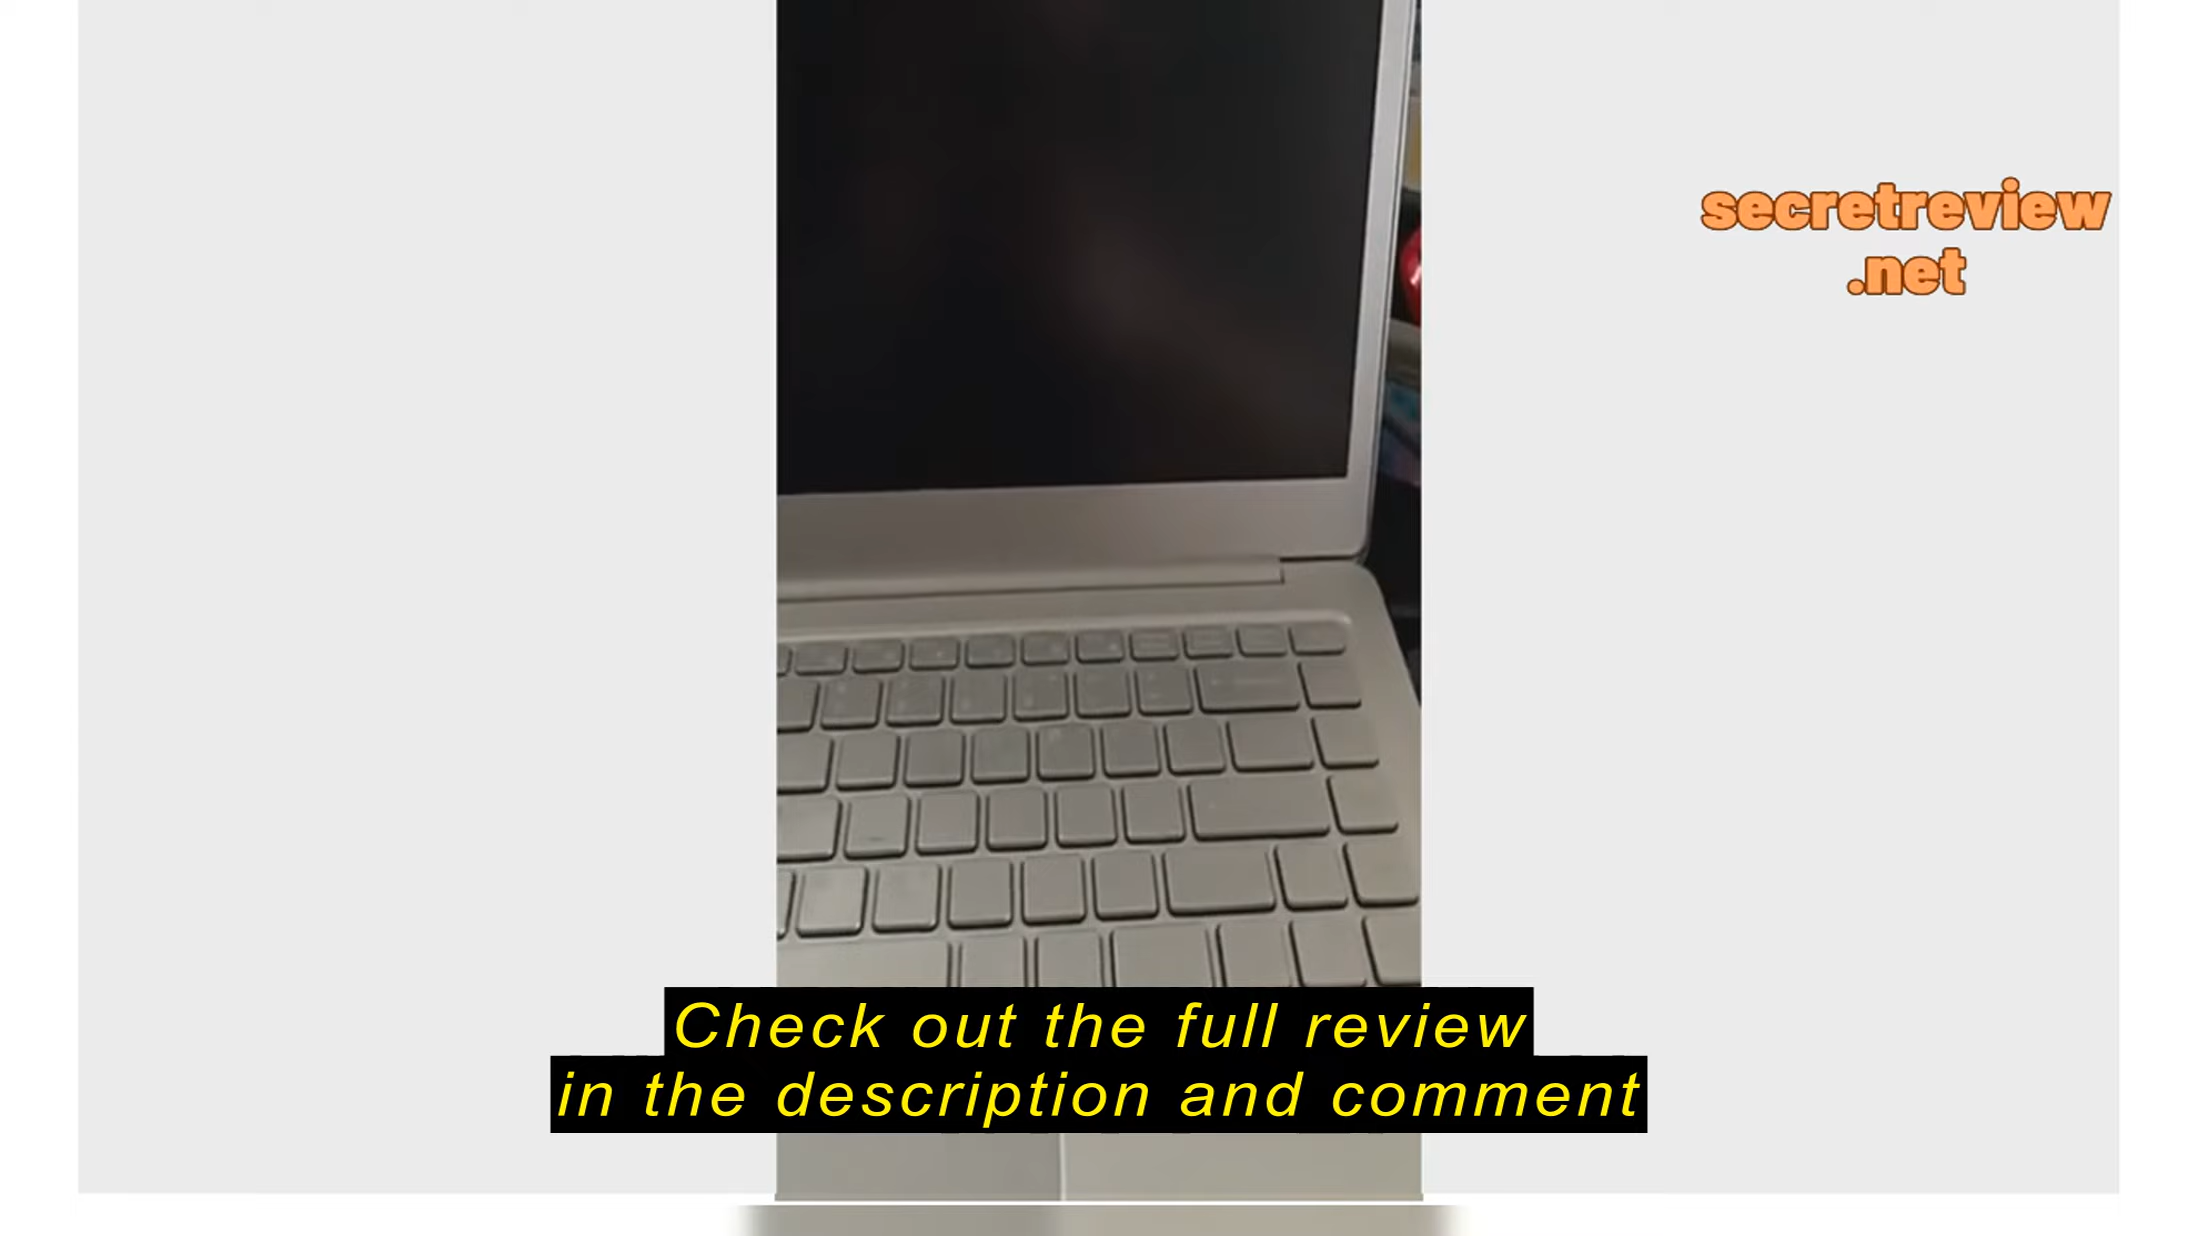 secretreview
.net
Check out the full review
in the description and comment